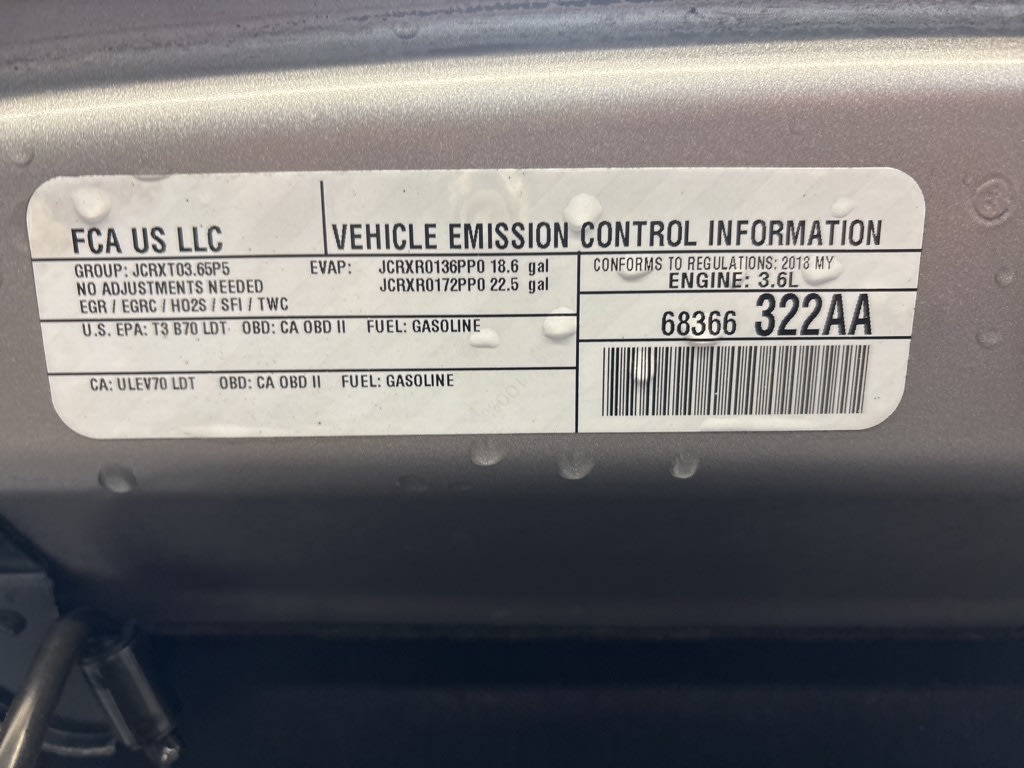 FCA US LLC
VEHICLE EMISSION CONTROL INFORMATION
GROUP: JCRXT03.65P5
NO ADJUSTMENTS NEEDED
EGR / EGRC / HO2S / SFI / TWC
EVAP: JCRXR0136PP0 18.6 gal
JCRXR0172PP0 22.5 gal
CONFORMS TO REGULATIONS: 2018 MY
ENGINE: 3.6L
U.S. EPA: T3 B70 LDT OBD: CA OBD II FUEL: GASOLINE
68366 322AA
CA: ULEV70 LDT OBD: CA OBD II FUEL: GASOLINE